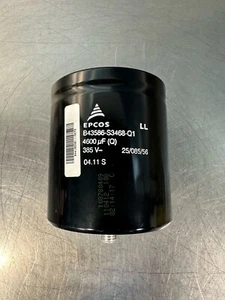 EPCOS
LL
B43586-S3468-Q1
4600 µF (Q)
385 V–
25/085/56
04.11 S